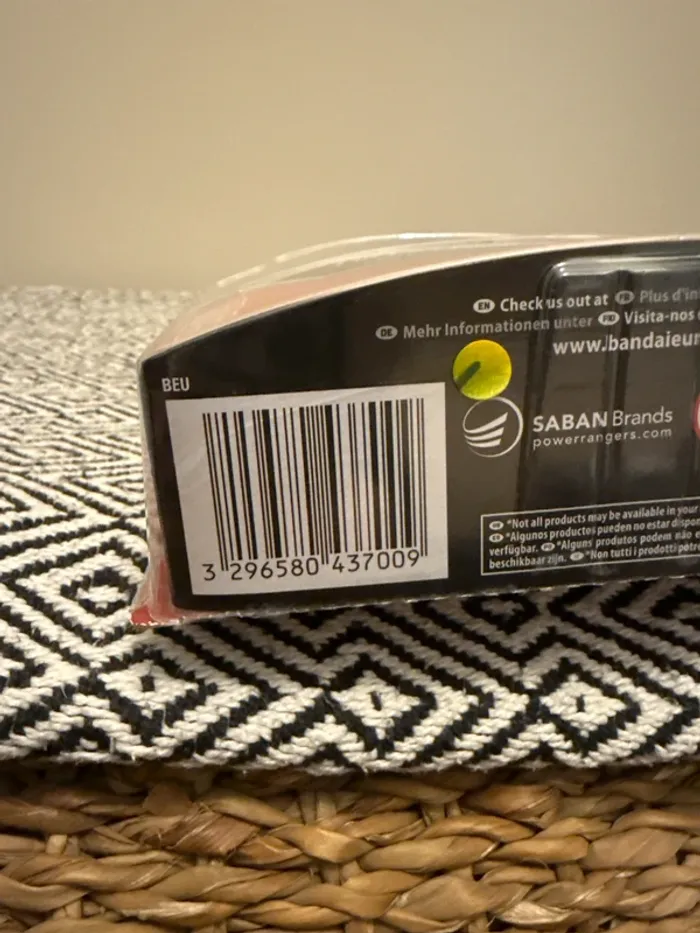 EN Check us out at FR Plus d'in
DE Mehr Informationen unter Visita-nos
www.bandaieur
BEU
SABAN Brands
powerrangers.com
3 296580 437009
*Not all products may be available in your
*Algunos productos pueden no estar dispo
verfügbar. *Alguns produtos podem não e
beschikbaar zijn. *Non tutti i prodotti pot